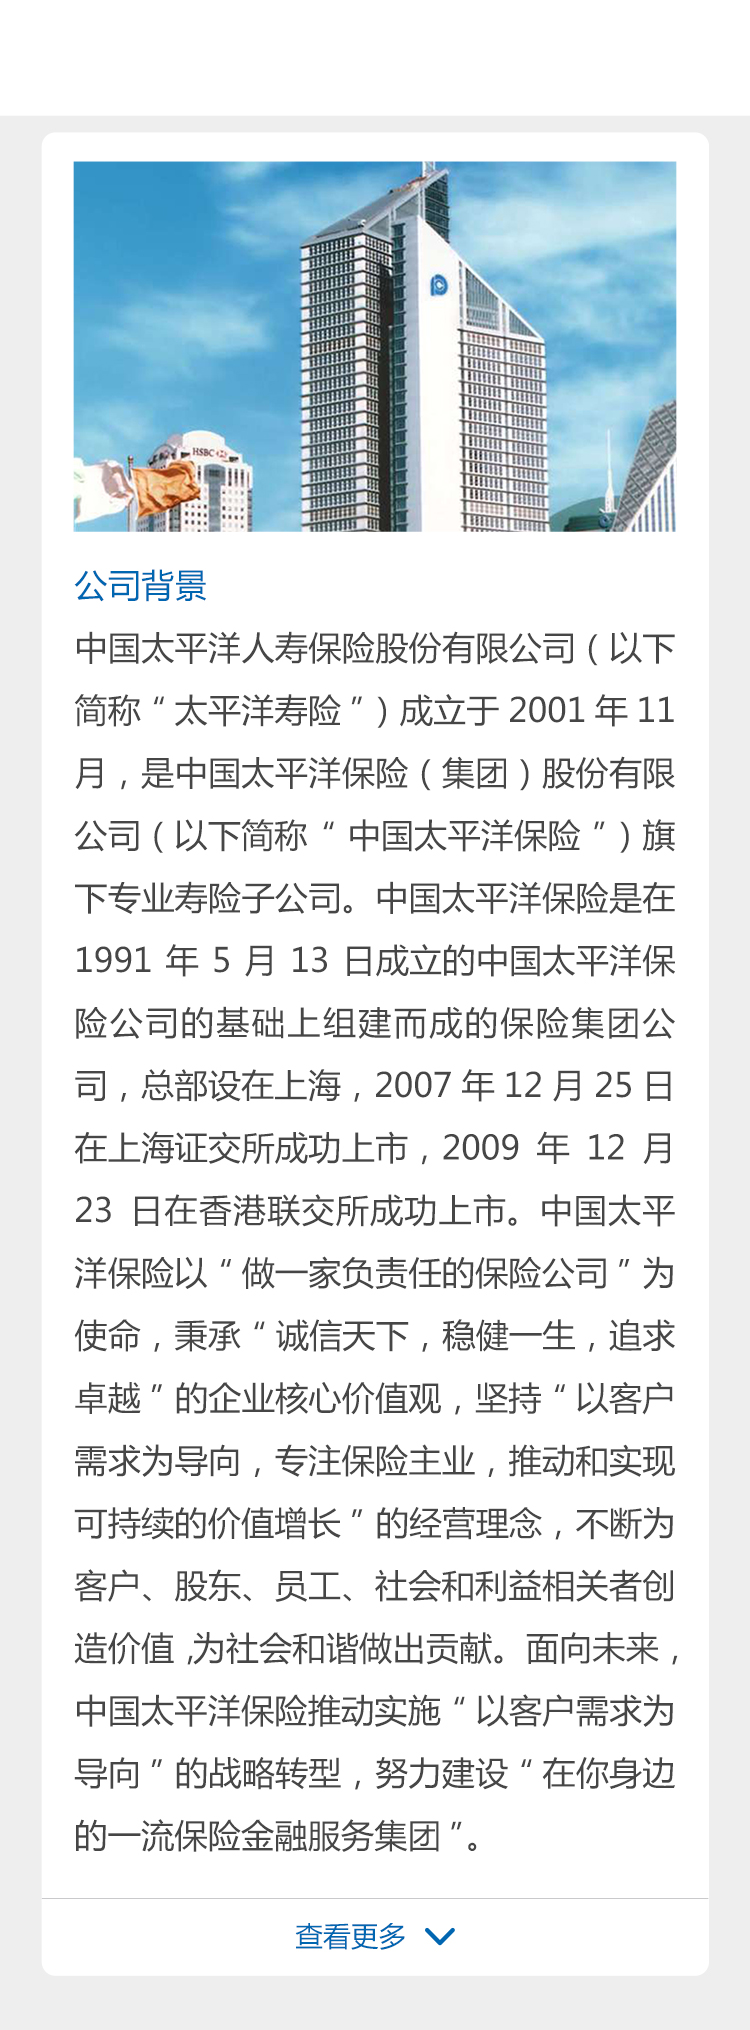 HSBC
公司背景
中国太平洋人寿保险股份有限公司（以下
简称“太平洋寿险”）成立于2001年11
月，是中国太平洋保险（集团）股份有限
公司（以下简称“中国太平洋保险”）旗
下专业寿险子公司。中国太平洋保险是在
1991 年 5 月 13 日成立的中国太平洋保
险公司的基础上组建而成的保险集团公
司，总部设在上海，2007年12月25日
在上海证交所成功上市，2009 年 12 月
23 日在香港联交所成功上市。中国太平
洋保险以“做一家负责任的保险公司”为
使命，秉承“诚信天下，稳健一生，追求
卓越”的企业核心价值观，坚持“以客户
需求为导向，专注保险主业，推动和实现
可持续的价值增长”的经营理念，不断为
客户、股东、员工、社会和利益相关者创
造价值，为社会和谐做出贡献。面向未来，
中国太平洋保险推动实施“以客户需求为
导向”的战略转型，努力建设“在你身边
的一流保险金融服务集团”。
查看更多